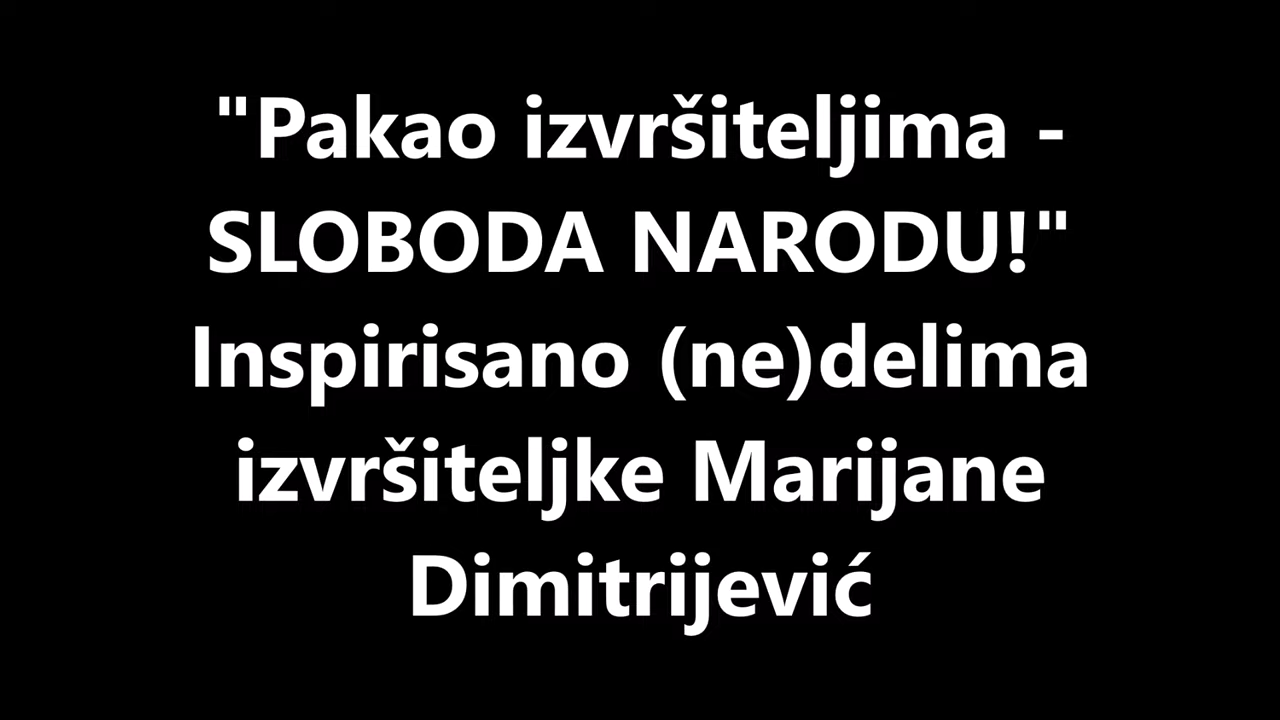 "Pakao izvršiteljima -
SLOBODA NARODU!"
Inspirisano (ne)delima
izvršiteljke Marijane
Dimitrijević